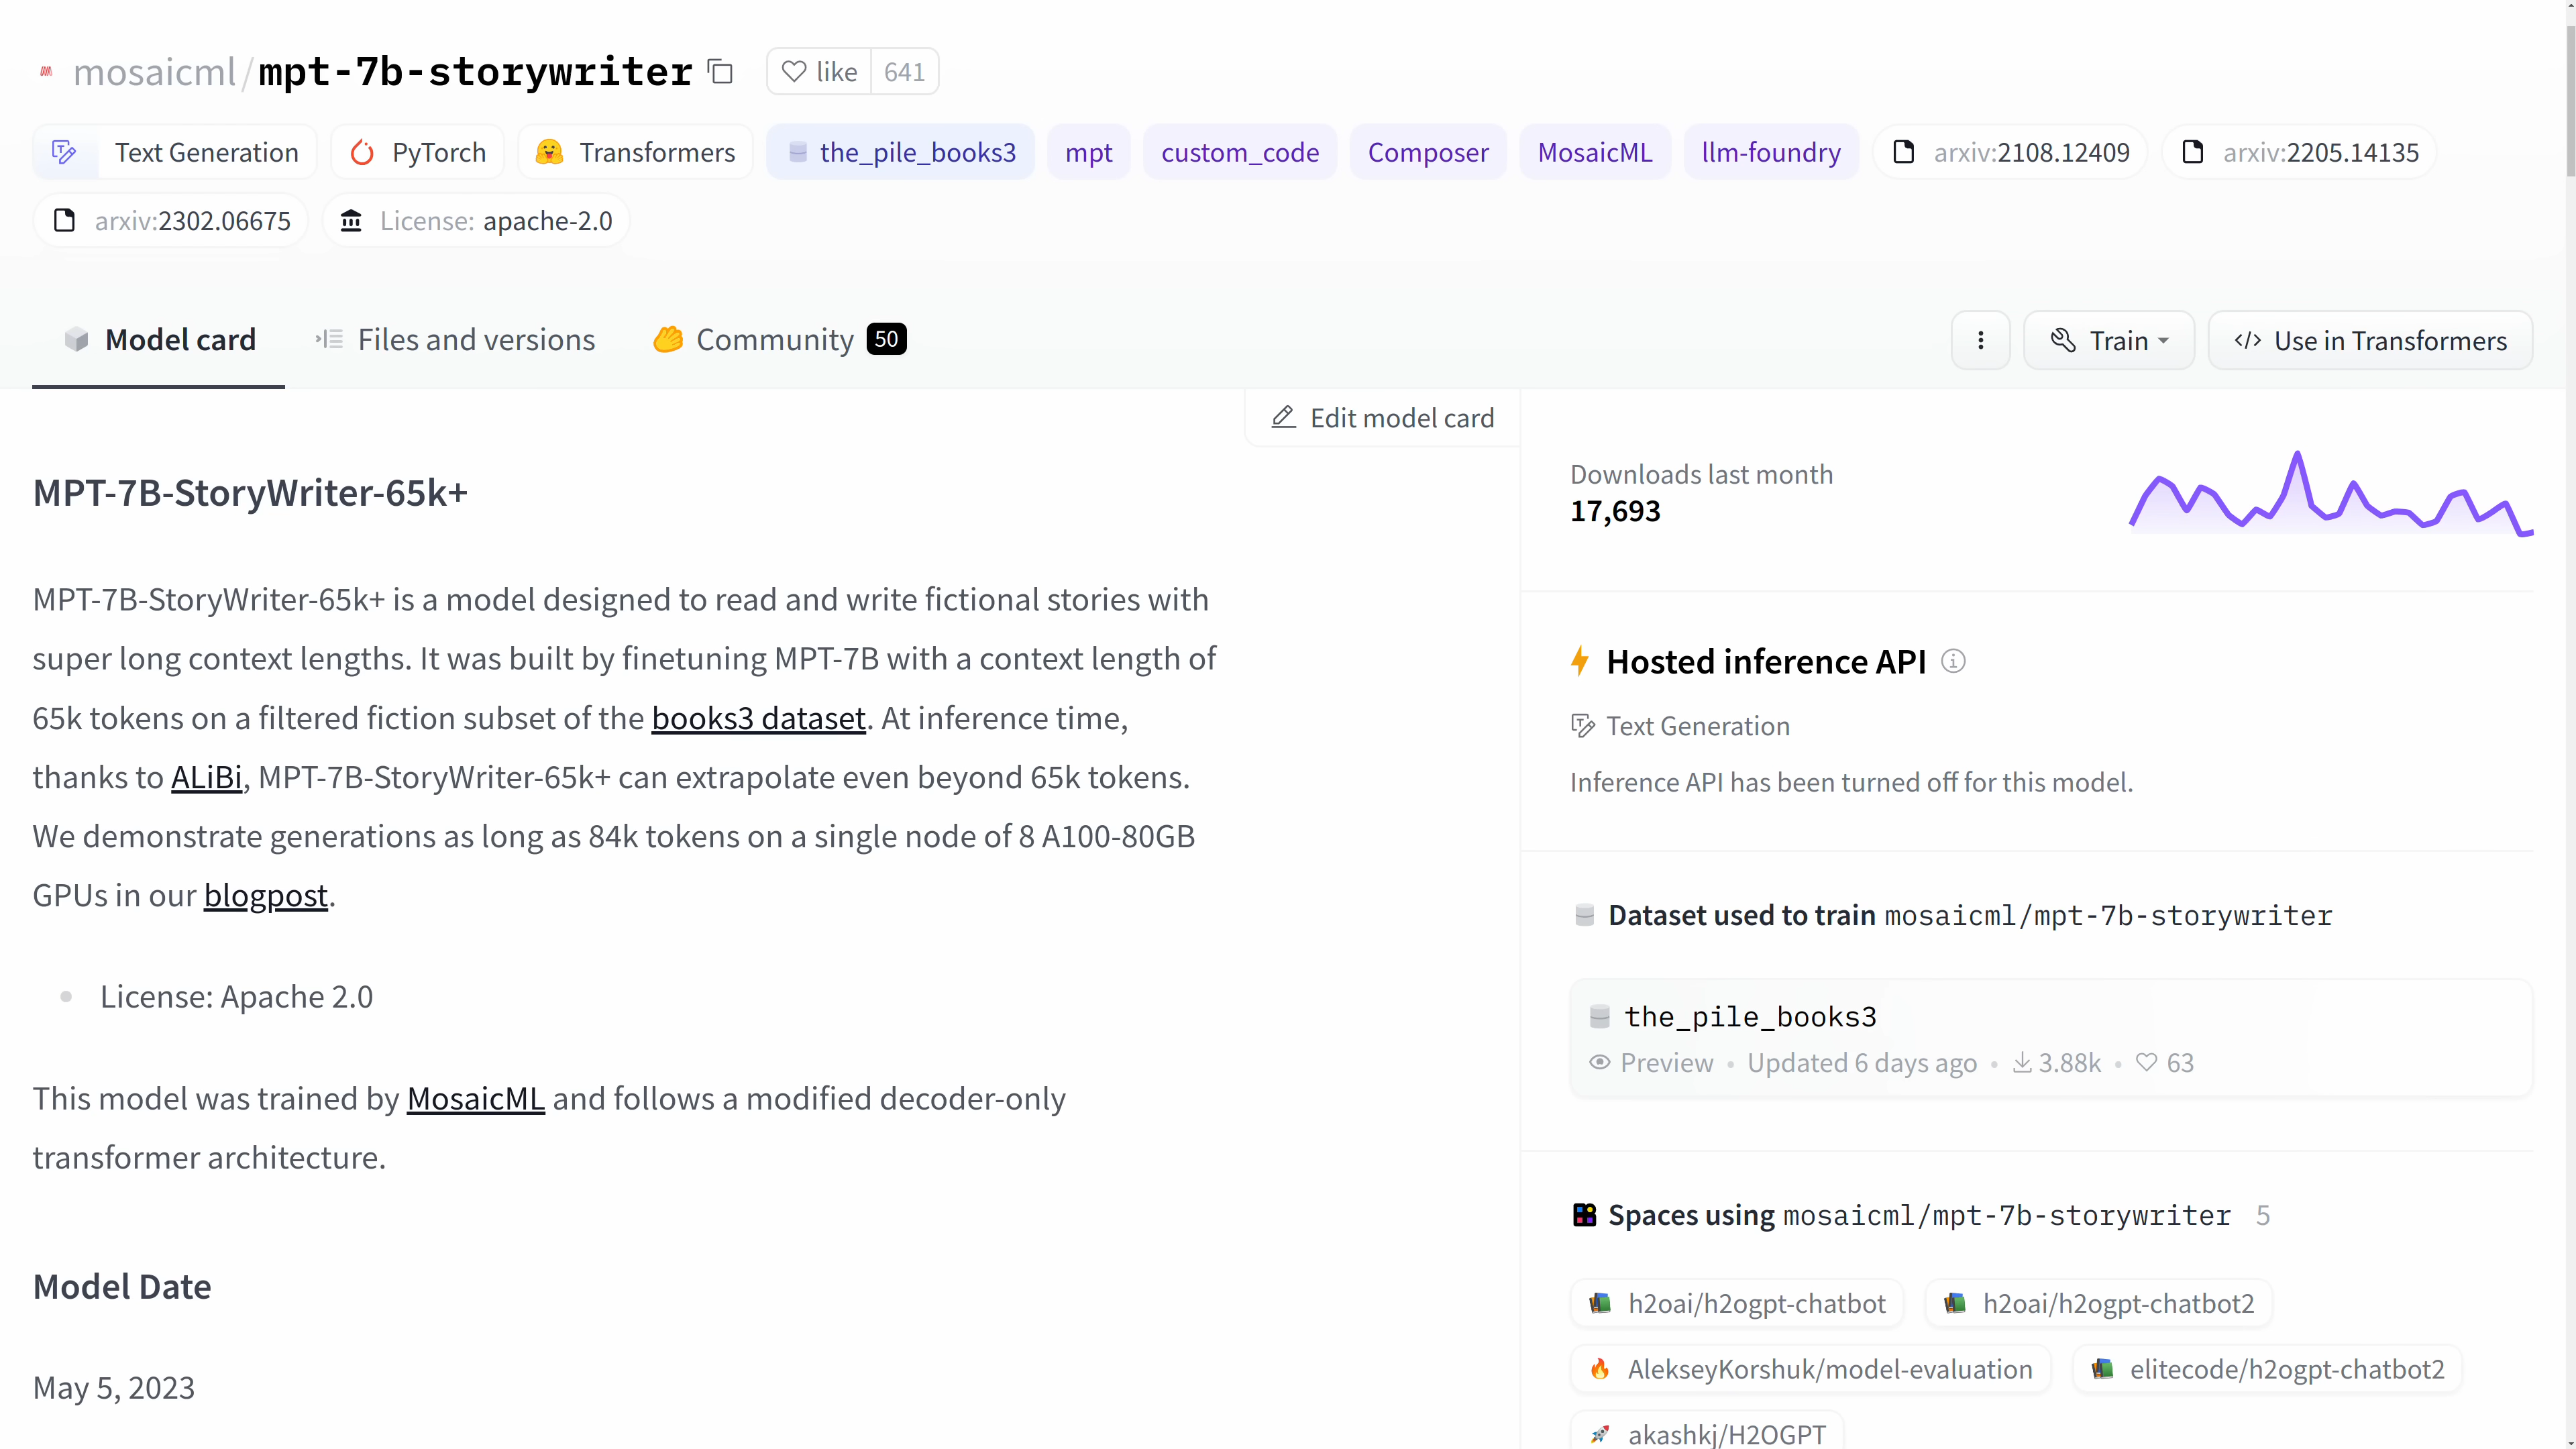 mosaicml/mpt-7b-storywriter like 641
Text Generation PyTorch Transformers the_pile_books3 mpt custom_code Composer MosaicML llm-foundry arxiv:2108.12409 arxiv:2205.14135
arxiv:2302.06675 License: apache-2.0
Model card Files and versions Community 50 Train Use in Transformers
Edit model card
MPT-7B-StoryWriter-65k+
MPT-7B-StoryWriter-65k+ is a model designed to read and write fictional stories with
super long context lengths. It was built by finetuning MPT-7B with a context length of
65k tokens on a filtered fiction subset of the books3 dataset. At inference time,
thanks to ALiBi, MPT-7B-StoryWriter-65k+ can extrapolate even beyond 65k tokens.
We demonstrate generations as long as 84k tokens on a single node of 8 A100-80GB
GPUs in our blogpost.
License: Apache 2.0
This model was trained by MosaicML and follows a modified decoder-only
transformer architecture.
Model Date
May 5, 2023
Downloads last month
17,693
Hosted inference API
Text Generation
Inference API has been turned off for this model.
Dataset used to train mosaicml/mpt-7b-storywriter
the_pile_books3
Preview • Updated 6 days ago • 3.88k • 63
Spaces using mosaicml/mpt-7b-storywriter 5
h2oai/h2ogpt-chatbot h2oai/h2ogpt-chatbot2
AlekseyKorshuk/model-evaluation elitecode/h2ogpt-chatbot2
akashkj/H2OGPT